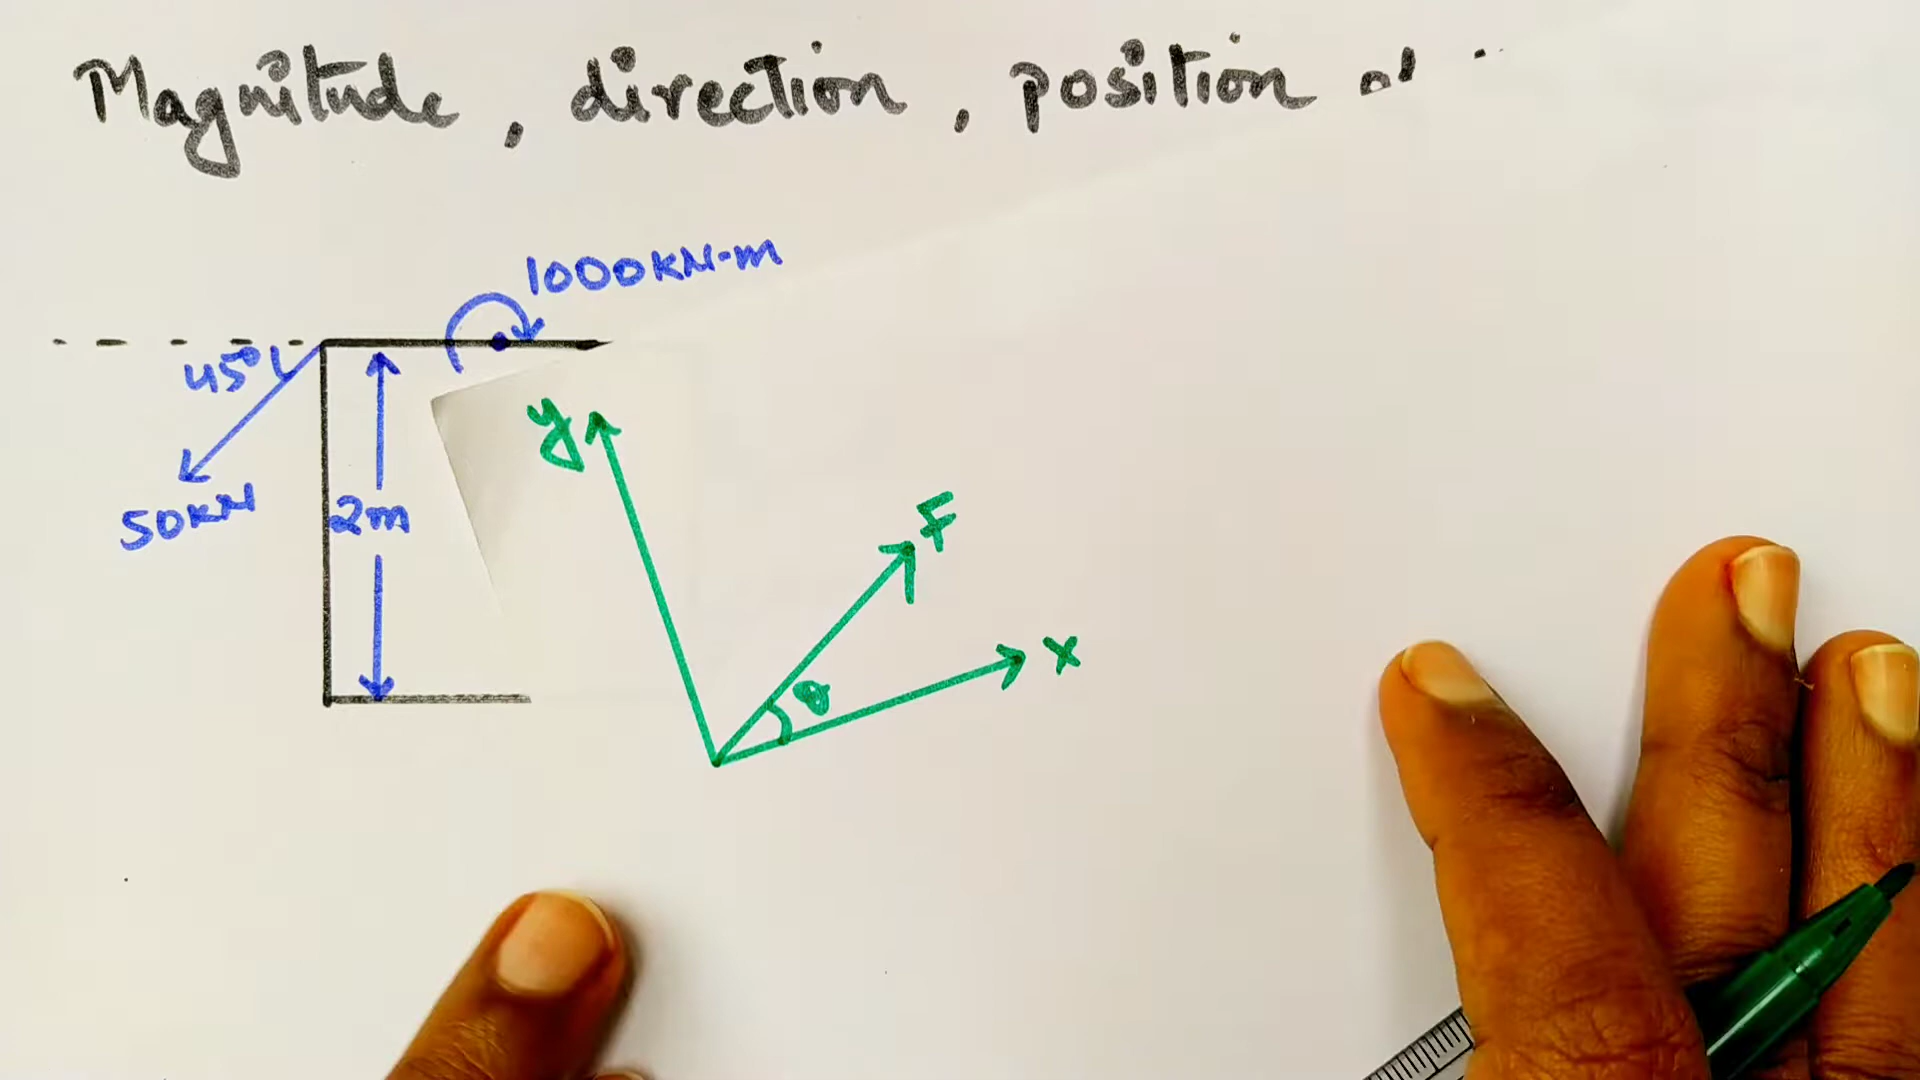 Magnitude, direction, position
1000KN-m
45°
50KN
2m
y
F
θ
x